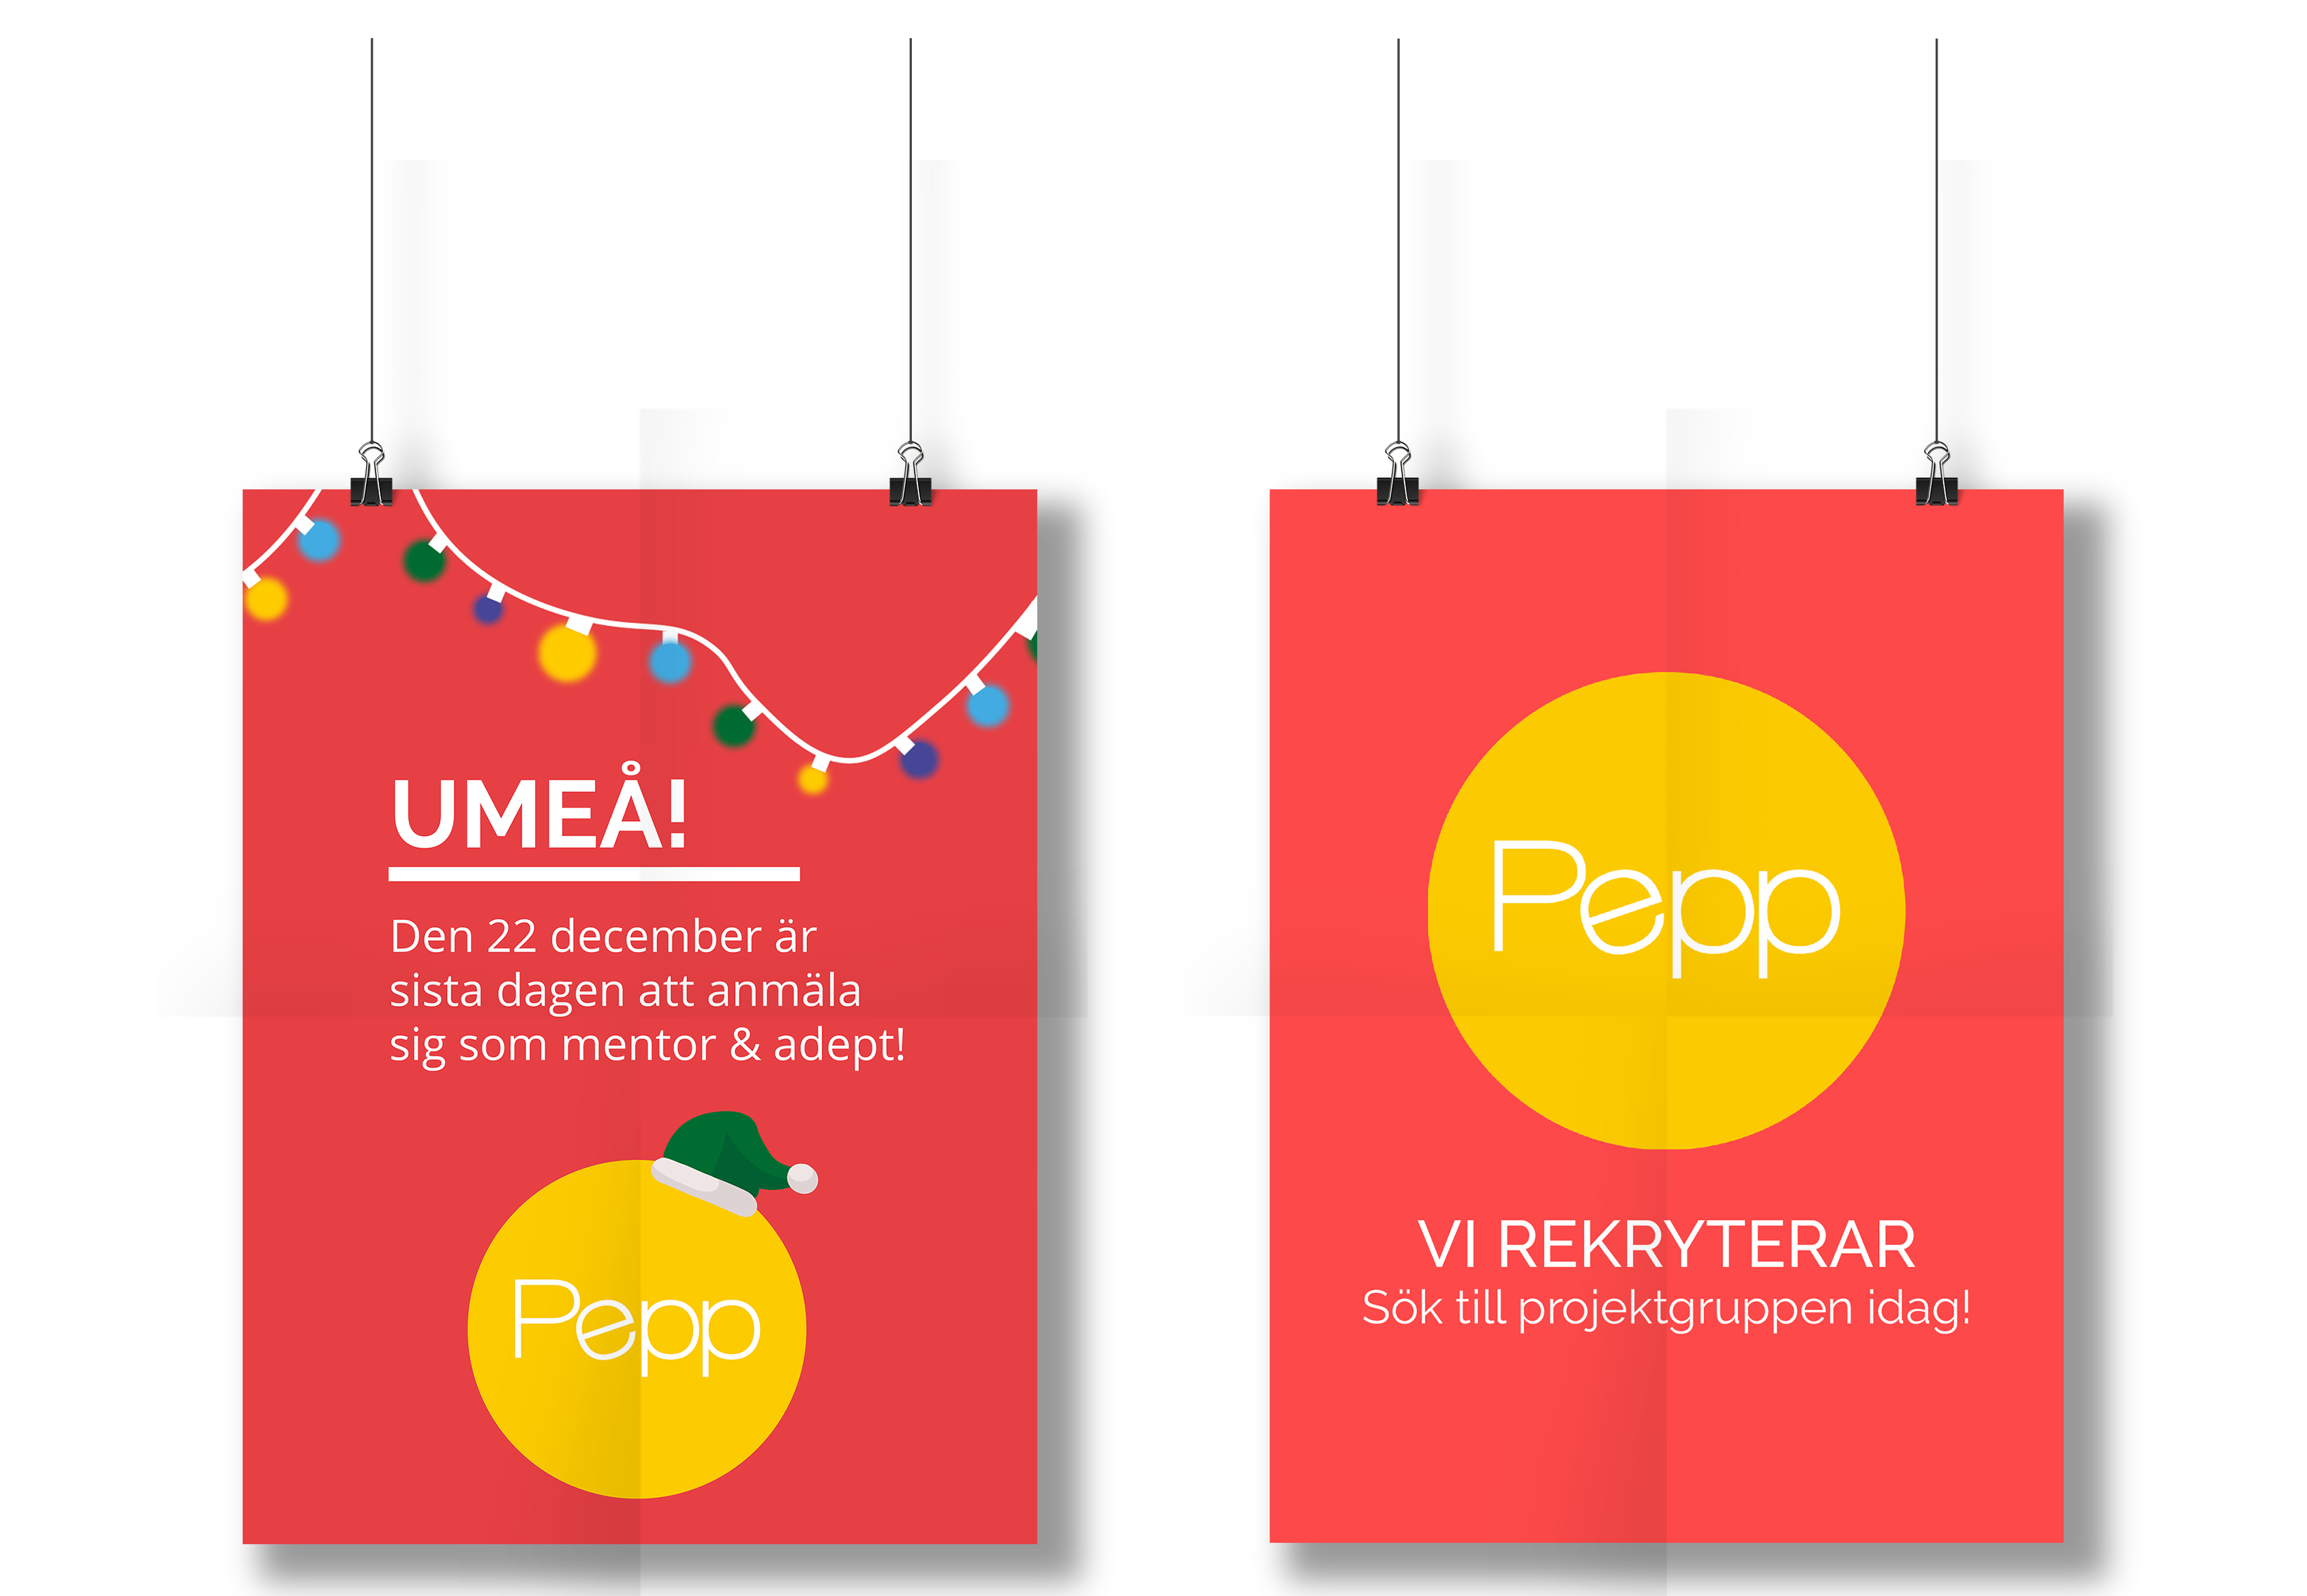 UMEÅ!
Den 22 december är
sista dagen att anmäla
sig som mentor & adept!
Pepp
Pepp
VI REKRYTERAR
Sök till projektgruppen idag!